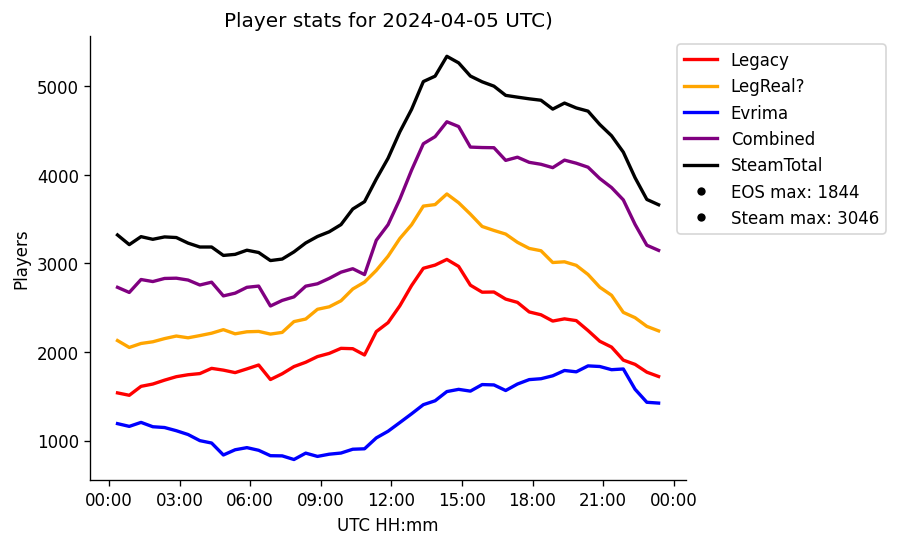 Player stats for 2024-04-05 UTC)
Legacy
LegReal?
Evrima
Combined
SteamTotal
EOS max: 1844
Steam max: 3046
Players
5000
4000
3000
2000
1000
00:00 03:00 06:00 09:00 12:00 15:00 18:00 21:00 00:00
UTC HH:mm